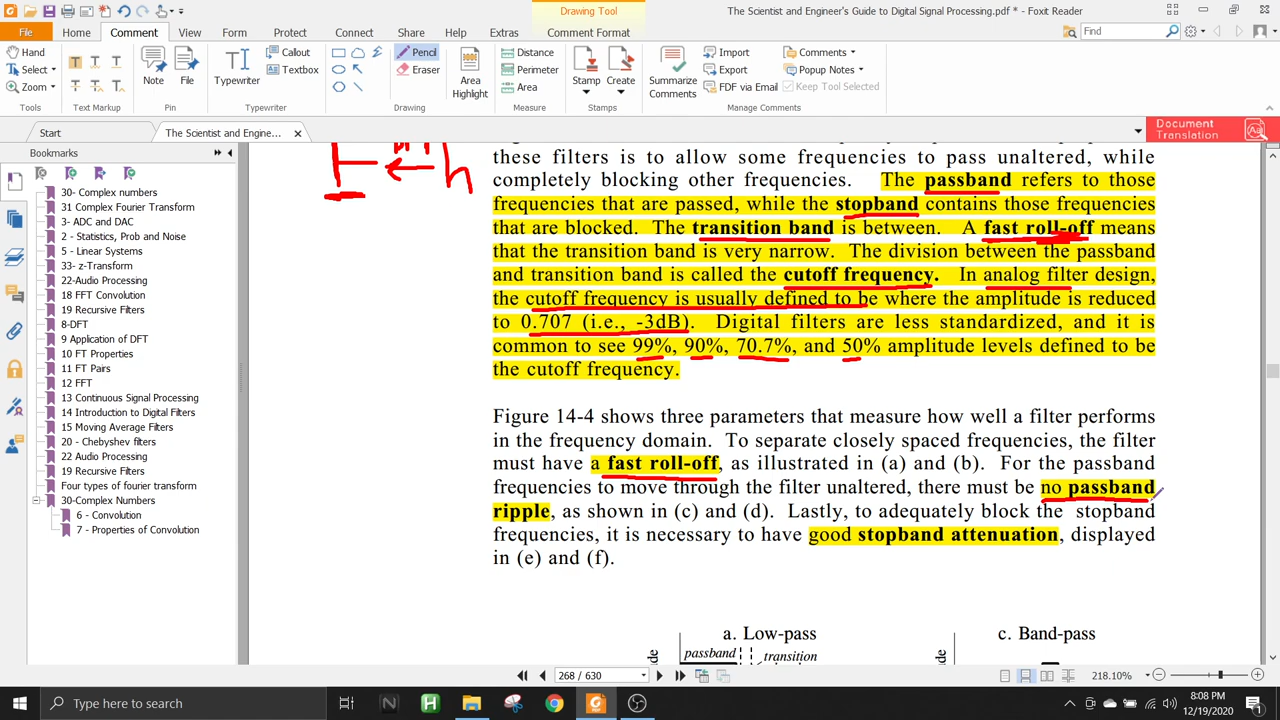 Drawing Tool
The Scientist and Engineer's Guide to Digital Signal Processing.pdf * - Foxit Reader
File Home Comment View Form Protect Connect Share Help Extras Comment Format
Find
Hand
Select
Zoom
Tools
Text Markup
Note
File
Pin
Typewriter
Callout
Textbox
Typewriter
Pencil
Eraser
Drawing
Area
Highlight
Distance
Perimeter
Area
Measure
Stamp
Create
Stamps
Summarize
Comments
Import
Export
FDF via Email
Comments
Popup Notes
Keep Tool Selected
Manage Comments
Start
The Scientist and Engine...
Document
Translation
Bookmarks
30- Complex numbers
31 Complex Fourier Transform
3- ADC and DAC
2 - Statistics, Prob and Noise
5 - Linear Systems
33- z-Transform
22-Audio Processing
18 FFT Convolution
19 Recursive Filters
8-DFT
9 Application of DFT
10 FT Properties
11 FT Pairs
12 FFT
13 Continuous Signal Processing
14 Introduction to Digital Filters
15 Moving Average Filters
20 - Chebyshev filters
22 Audio Processing
19 Recursive Filters
Four types of fourier transform
30-Complex Numbers
6 - Convolution
7 - Properties of Convolution
h
these filters is to allow some frequencies to pass unaltered, while
completely blocking other frequencies. The passband refers to those
frequencies that are passed, while the stopband contains those frequencies
that are blocked. The transition band is between. A fast roll-off means
that the transition band is very narrow. The division between the passband
and transition band is called the cutoff frequency. In analog filter design,
the cutoff frequency is usually defined to be where the amplitude is reduced
to 0.707 (i.e., -3dB). Digital filters are less standardized, and it is
common to see 99%, 90%, 70.7%, and 50% amplitude levels defined to be
the cutoff frequency.
Figure 14-4 shows three parameters that measure how well a filter performs
in the frequency domain. To separate closely spaced frequencies, the filter
must have a fast roll-off, as illustrated in (a) and (b). For the passband
frequencies to move through the filter unaltered, there must be no passband
ripple, as shown in (c) and (d). Lastly, to adequately block the stopband
frequencies, it is necessary to have good stopband attenuation, displayed
in (e) and (f).
a. Low-pass
c. Band-pass
passband
transition
268 / 630
218.10%
Type here to search
8:08 PM
12/19/2020